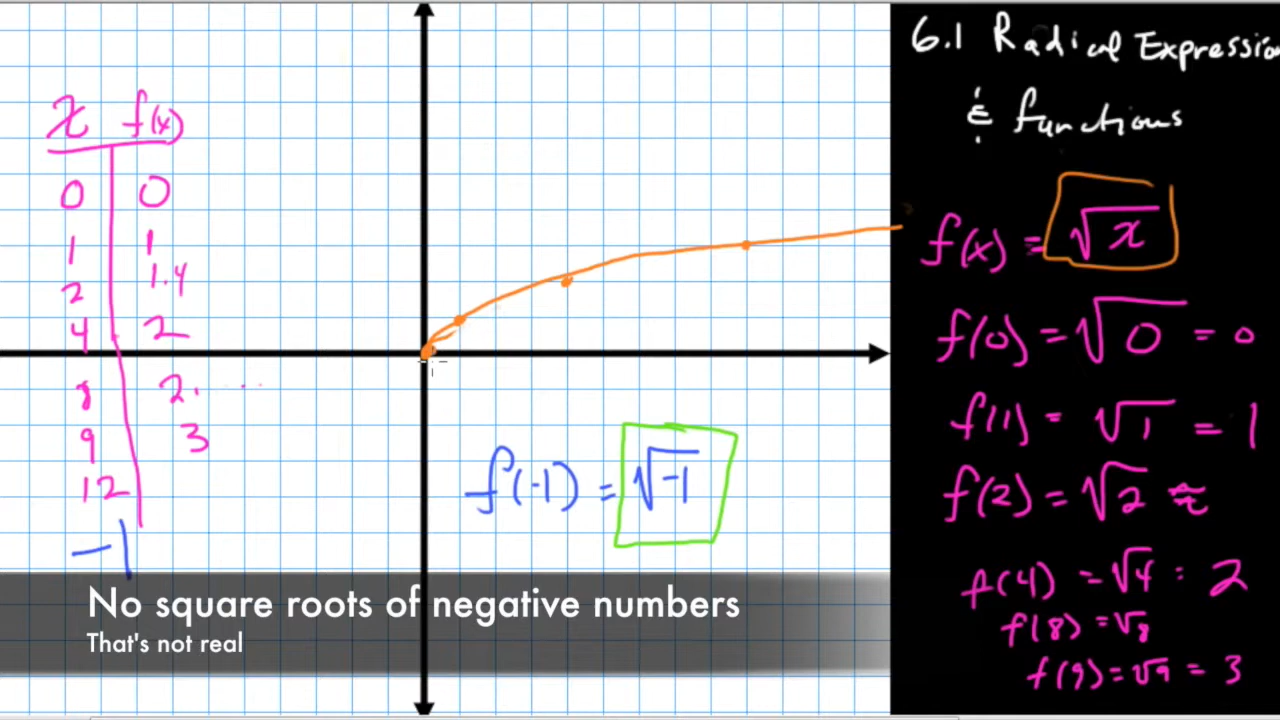 x f(x)
0 0
1 1
2 1.4
4 2
8 2. ...
9 3
12
-1
f(-1) = √-1
No square roots of negative numbers
That's not real
6.1 Radical Expression
& functions
f(x) = √x
f(0) = √0 = 0
f(1) = √1 = 1
f(2) = √2 ≈
f(4) = √4 = 2
f(8) = √8
f(9) = √9 = 3